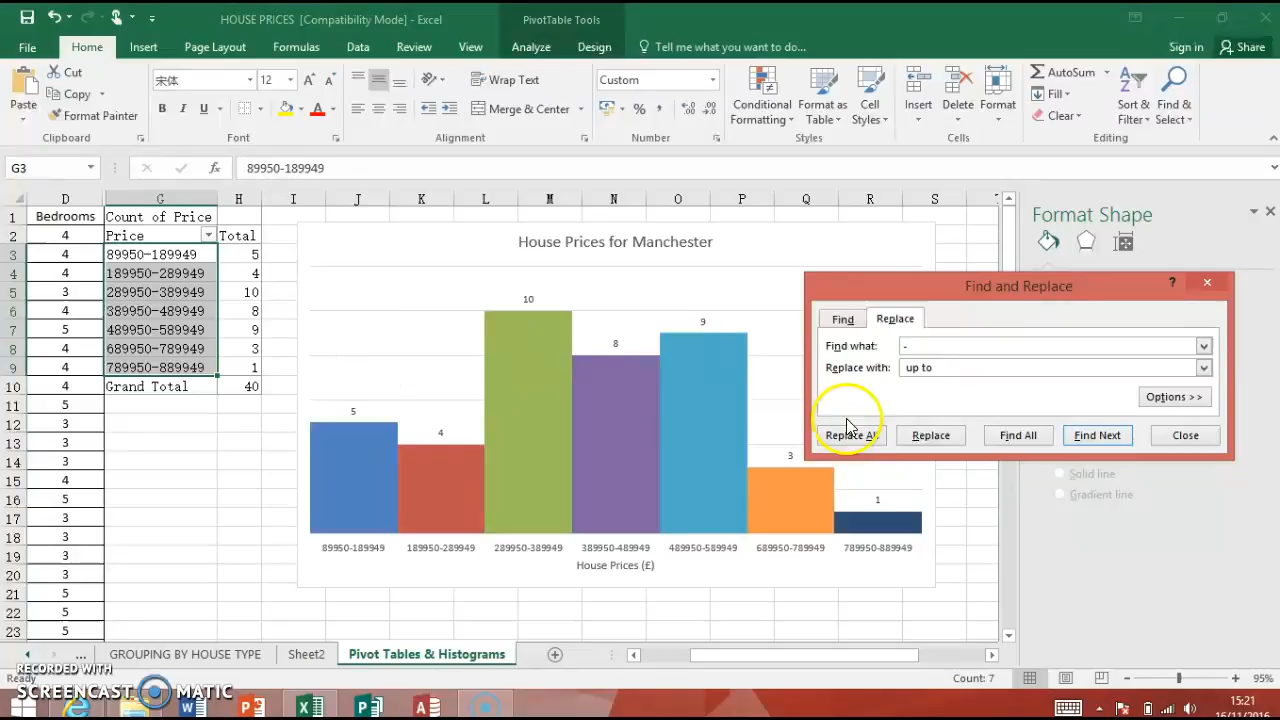 HOUSE PRICES [Compatibility Mode] - Excel
PivotTable Tools
File Home Insert Page Layout Formulas Data Review View Analyze Design Tell me what you want to do... Sign in Share
Paste
Cut
Copy
Format Painter
Clipboard
宋体 12
B I U
Font
Wrap Text
Merge & Center
Alignment
Custom
%
Number
Conditional Formatting
Format as Table
Cell Styles
Styles
Insert Delete Format
Cells
AutoSum
Fill
Clear
Sort & Filter
Find & Select
Editing
G3 fx 89950-189949
D G H I J K L M N O P Q R S
1 Bedrooms Count of Price
2 4 Price Total
3 4 89950-189949 5
4 4 189950-289949 4
5 3 289950-389949 10
6 4 389950-489949 8
7 5 489950-589949 9
8 4 689950-789949 3
9 4 789950-889949 1
10 4 Grand Total 40
11 5
12 3
13 3
14 3
15 4
16 5
17 3
18 3
19 3
20 3
21 5
22 5
23 5
House Prices for Manchester
5 4 10 8 9 3 1
89950-189949 189950-289949 289950-389949 389950-489949 489950-589949 689950-789949 789950-889949
House Prices (£)
Format Shape
Solid line
Gradient line
Find and Replace ?
Find Replace
Find what: -
Replace with: up to
Options >>
Replace All Replace Find All Find Next Close
... GROUPING BY HOUSE TYPE Sheet2 Pivot Tables & Histograms
Ready Count: 7 95%
RECORDED WITH
SCREENCAST MATIC
15:21
16/11/2016